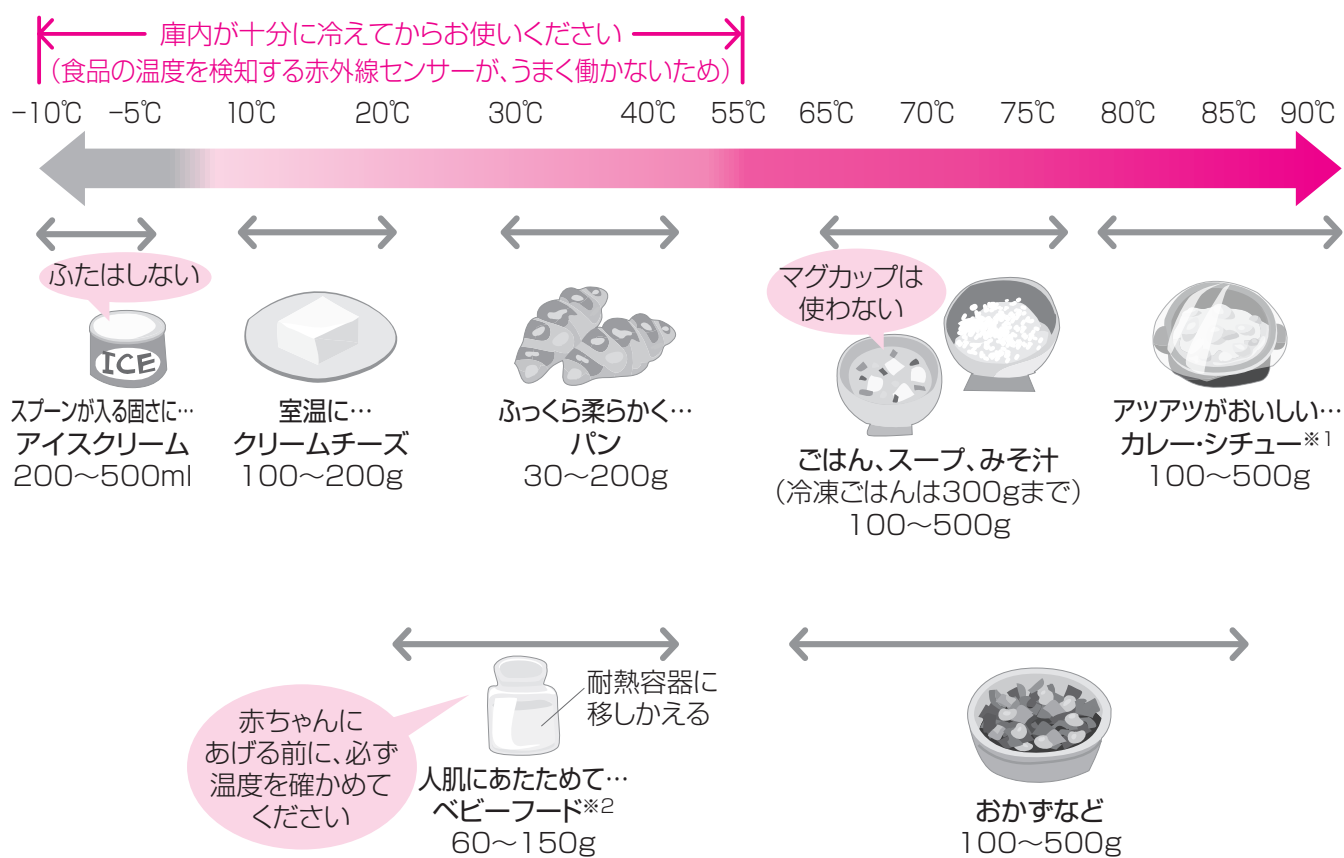 庫内が十分に冷えてからお使いください
(食品の温度を検知する赤外線センサーが、うまく働かないため)
-10℃ -5℃ 10℃ 20℃ 30℃ 40℃ 55℃ 65℃ 70℃ 75℃ 80℃ 85℃ 90℃
ふたはしない
ICE
スプーンが入る固さに…
アイスクリーム
200〜500ml
室温に…
クリームチーズ
100〜200g
ふっくら柔らかく…
パン
30〜200g
マグカップは
使わない
ごはん、スープ、みそ汁
(冷凍ごはんは300gまで)
100〜500g
アツアツがおいしい…
カレー・シチュー※1
100〜500g
赤ちゃんに
あげる前に、必ず
温度を確かめて
ください
耐熱容器に
移しかえる
人肌にあたためて…
ベビーフード※2
60〜150g
おかずなど
100〜500g